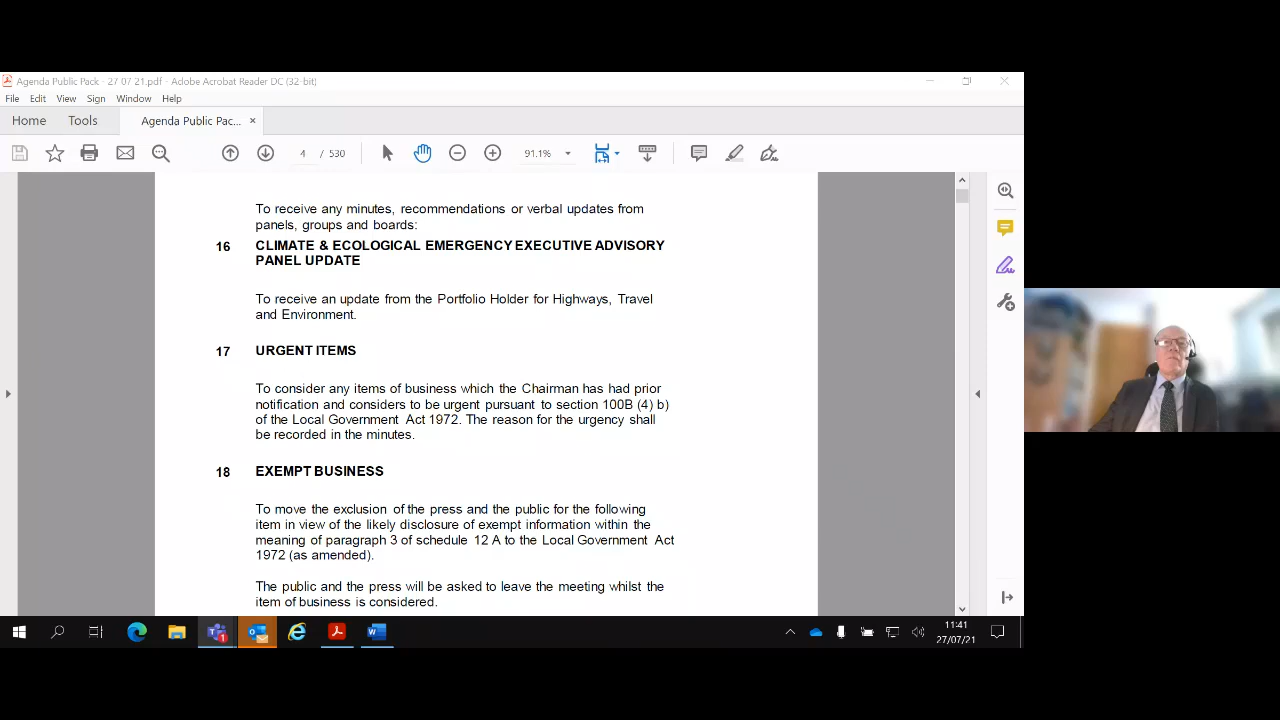 Agenda Public Pack - 27 07 21.pdf - Adobe Acrobat Reader DC (32-bit)
File Edit View Sign Window Help
Home Tools Agenda Public Pac... ×
4 / 530 91.1%
To receive any minutes, recommendations or verbal updates from
panels, groups and boards:
16 CLIMATE & ECOLOGICAL EMERGENCY EXECUTIVE ADVISORY
PANEL UPDATE
To receive an update from the Portfolio Holder for Highways, Travel
and Environment.
17 URGENT ITEMS
To consider any items of business which the Chairman has had prior
notification and considers to be urgent pursuant to section 100B (4) b)
of the Local Government Act 1972. The reason for the urgency shall
be recorded in the minutes.
18 EXEMPT BUSINESS
To move the exclusion of the press and the public for the following
item in view of the likely disclosure of exempt information within the
meaning of paragraph 3 of schedule 12 A to the Local Government Act
1972 (as amended).
The public and the press will be asked to leave the meeting whilst the
item of business is considered.
11:41
27/07/21